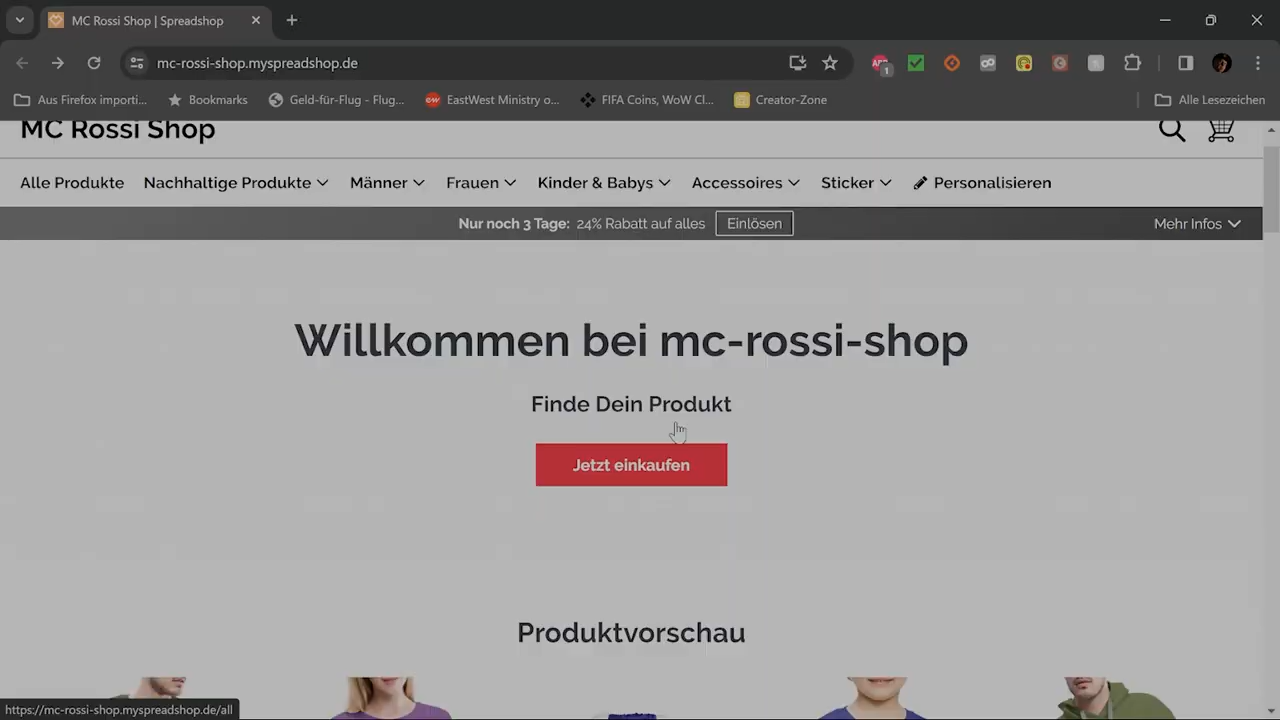 MC Rossi Shop | Spreadshop
mc-rossi-shop.myspreadshop.de
1
Aus Firefox importi...
Bookmarks
Geld-für-Flug - Flug...
EastWest Ministry o...
FIFA Coins, WoW Cl...
Creator-Zone
Alle Lesezeichen
MC Rossi Shop
Alle Produkte
Nachhaltige Produkte
Männer
Frauen
Kinder & Babys
Accessoires
Sticker
Personalisieren
Nur noch 3 Tage: 24% Rabatt auf alles
Einlösen
Mehr Infos
Willkommen bei mc-rossi-shop
Finde Dein Produkt
Jetzt einkaufen
Produktvorschau
https://mc-rossi-shop.myspreadshop.de/all